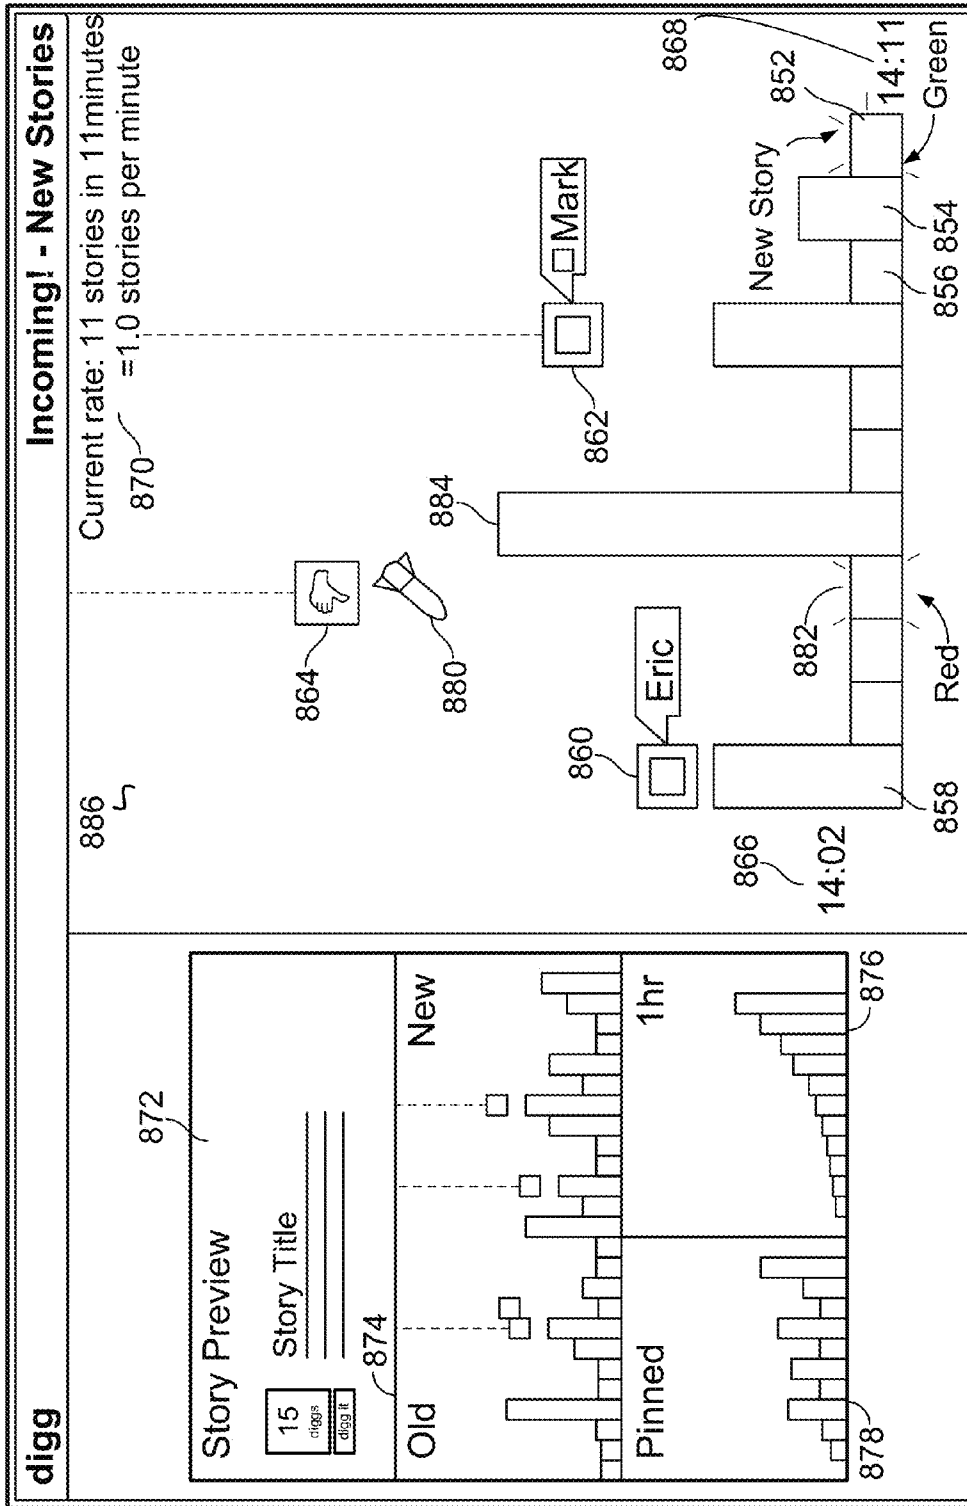 digg
Incoming! - New Stories
Story Preview
872
15
diggs
digg it
Story Title
874
Old
New
Pinned
1hr
878
876
886
Current rate: 11 stories in 11minutes
=1.0 stories per minute
870
864
880
884
862
Mark
860
Eric
882
New Story
868
852
866
14:02
14:11
858
Red
856
854
Green